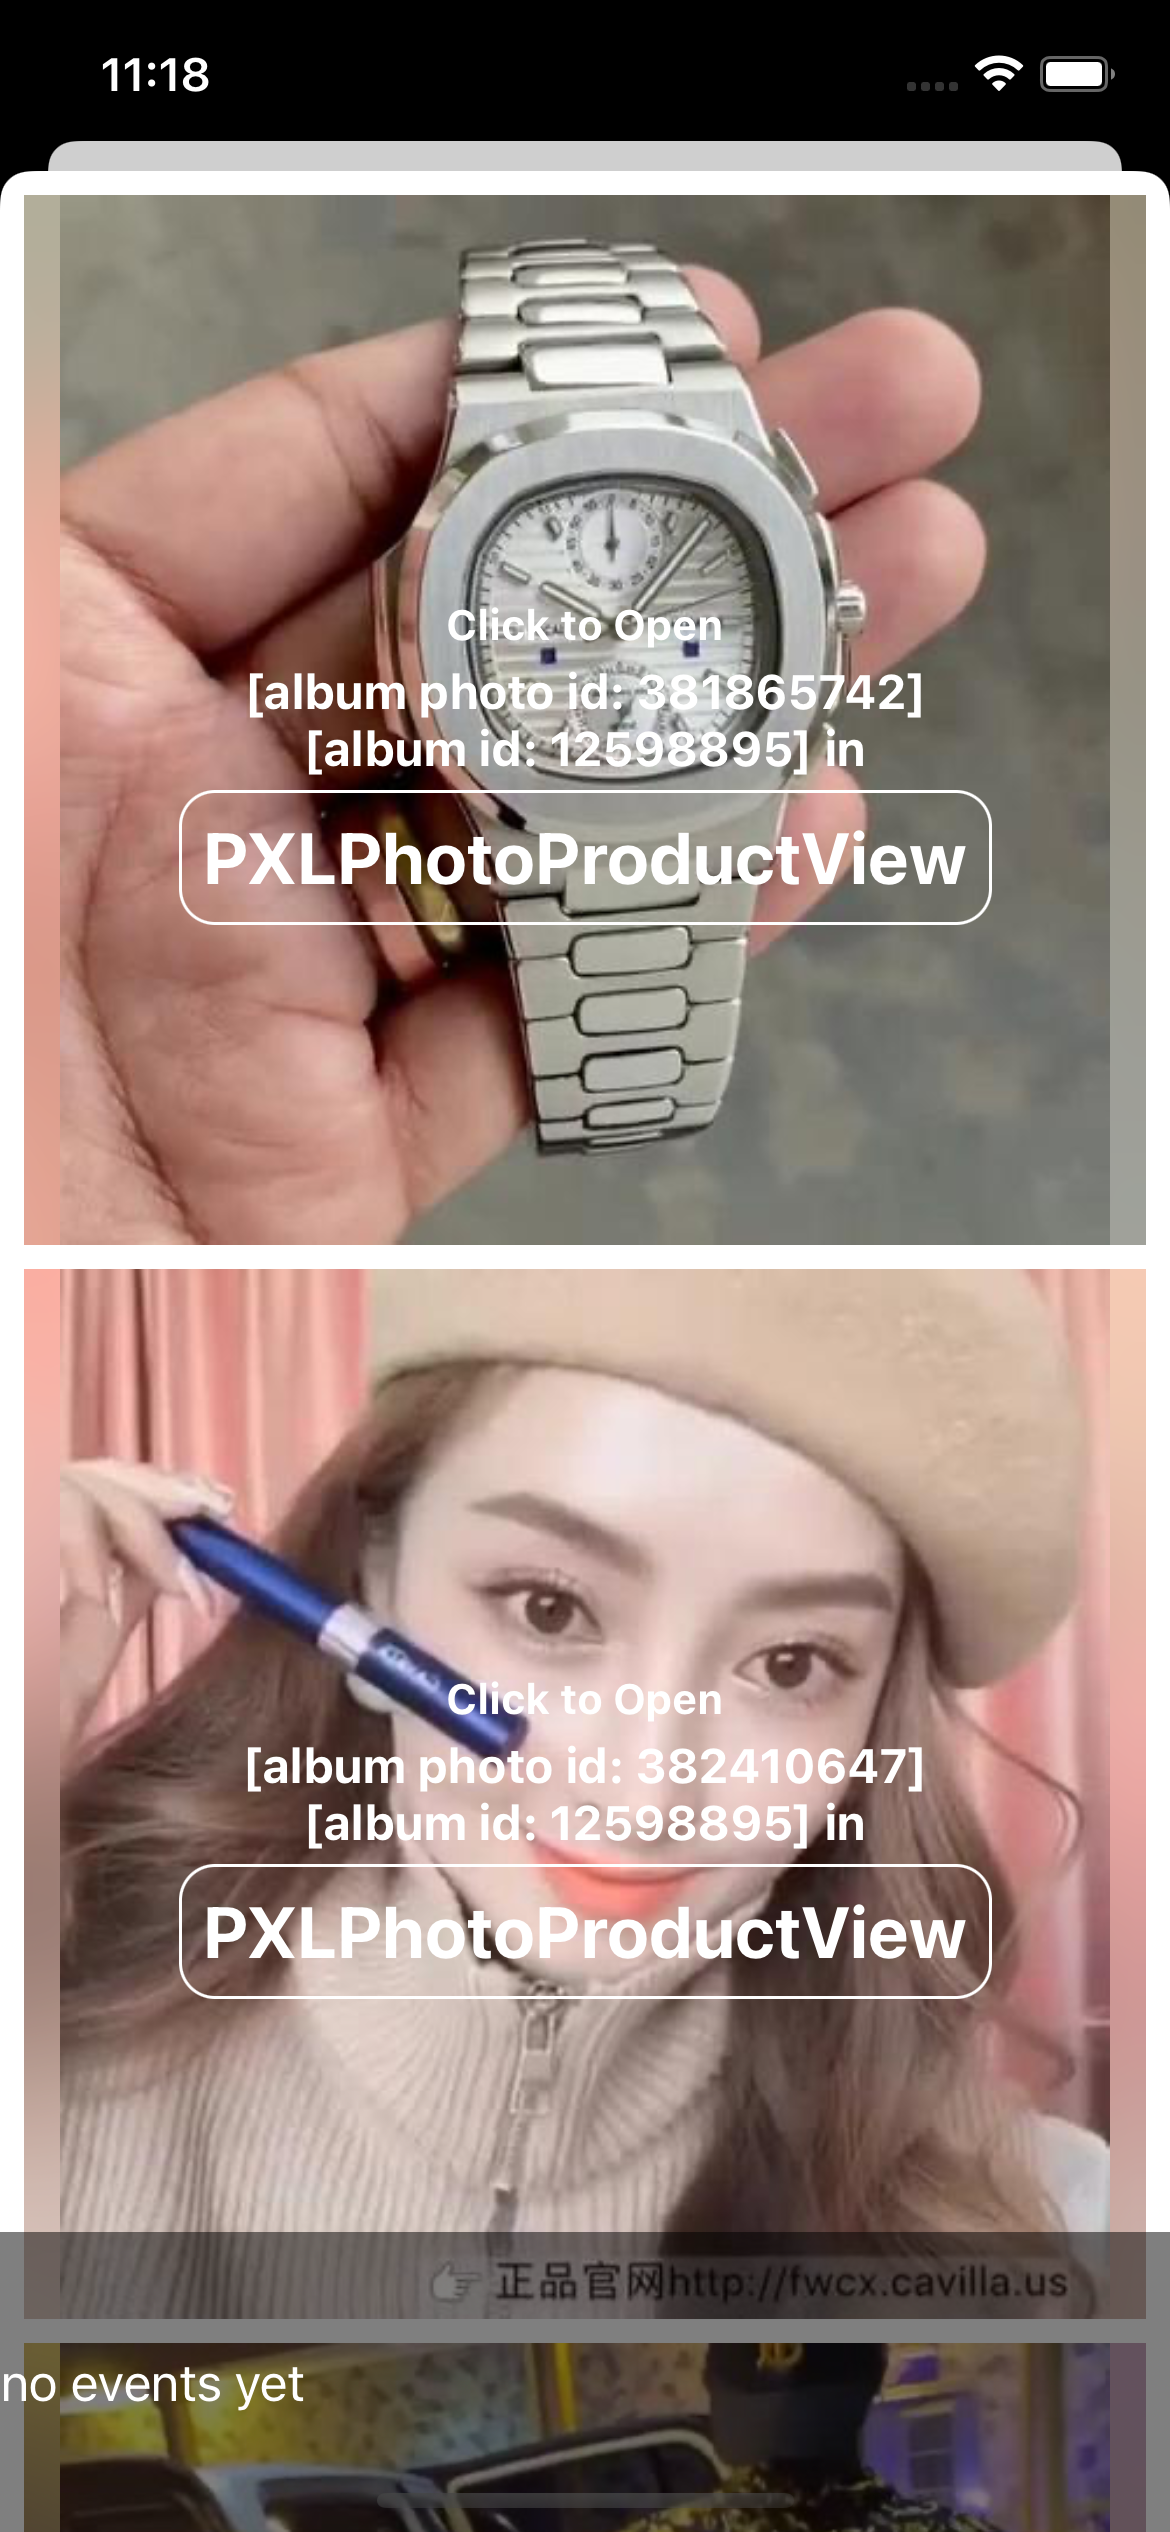 11:18
Click to Open
[album photo id: 381865742]
[album id: 12598895] in
PXLPhotoProductView
Click to Open
[album photo id: 382410647]
[album id: 12598895] in
PXLPhotoProductView
👉 正品官网http://fwcx.cavilla.us
no events yet